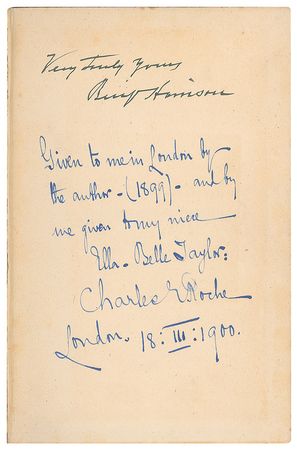 Very truly yours
Benj Harrison
Given to me in London by
the author - (1899) - and by
me given to my niece
Ella - Belle Taylor:
Charles E Roche
London. 18 : III : 1900.